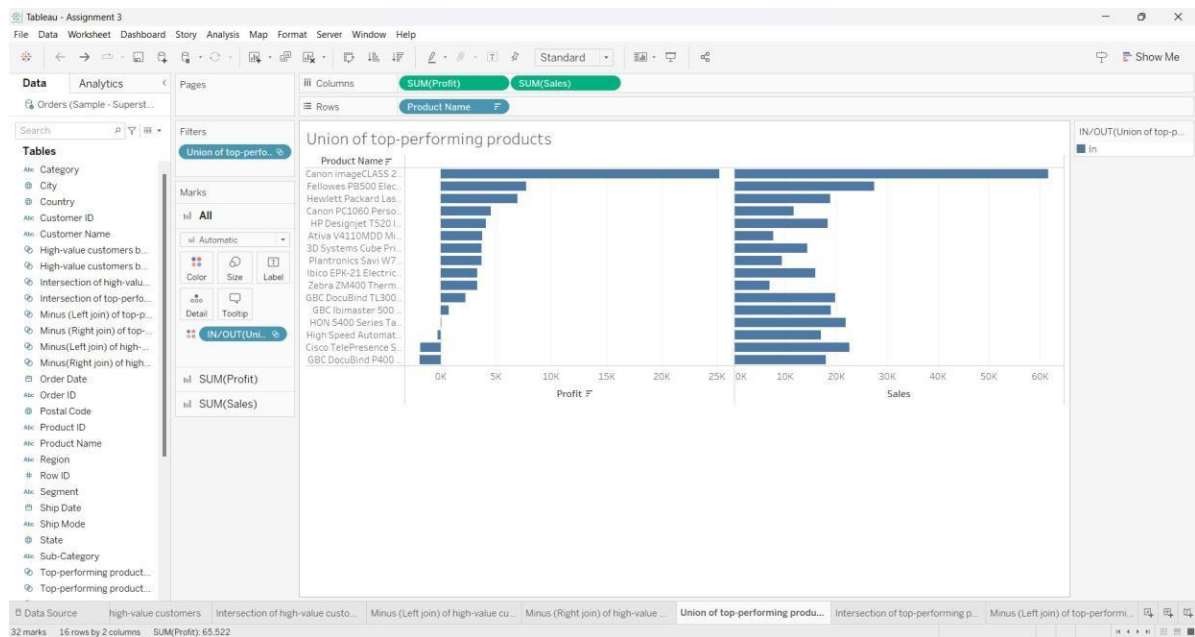 Tableau - Assignment 3
File Data Worksheet Dashboard Story Analysis Map Format Server Window Help
Standard
Show Me
Data Analytics
Orders (Sample - Superst...
Search
Tables
Abc Category
City
Country
Abc Customer ID
Abc Customer Name
High-value customers b...
High-value customers b...
Intersection of high-valu...
Intersection of top-perfo...
Minus (Left join) of top-p...
Minus (Right join) of top-...
Minus(Left join) of high-...
Minus(Right join) of high...
Order Date
Abc Order ID
Postal Code
Abc Product ID
Abc Product Name
Abc Region
# Row ID
Abc Segment
Ship Date
Abc Ship Mode
State
Abc Sub-Category
Top-performing product...
Top-performing product...
Pages
Filters
Union of top-perfo..
Marks
All
Automatic
Color Size Label
Detail Tooltip
IN/OUT(Uni..
SUM(Profit)
SUM(Sales)
Columns SUM(Profit) SUM(Sales)
Rows Product Name
Union of top-performing products
Product Name
Canon imageCLASS 2..
Fellowes PB500 Elec..
Hewlett Packard Las..
Canon PC1060 Perso..
HP Designjet T520 I..
Ativa V4110MDD Mi..
3D Systems Cube Pri..
Plantronics Savi W7..
Ibico EPK-21 Electric..
Zebra ZM400 Therm..
GBC DocuBind TL300..
GBC Ibimaster 500 ..
HON 5400 Series Ta..
High Speed Automat..
Cisco TelePresence S..
GBC DocuBind P400 ..
0K 5K 10K 15K 20K 25K 0K 10K 20K 30K 40K 50K 60K
Profit Sales
IN/OUT(Union of top-p...
In
Data Source high-value customers Intersection of high-value custo... Minus (Left join) of high-value cu... Minus (Right join) of high-value ... Union of top-performing produ... Intersection of top-performing p... Minus (Left join) of top-performi...
32 marks 16 rows by 2 columns SUM(Profit): 65.522